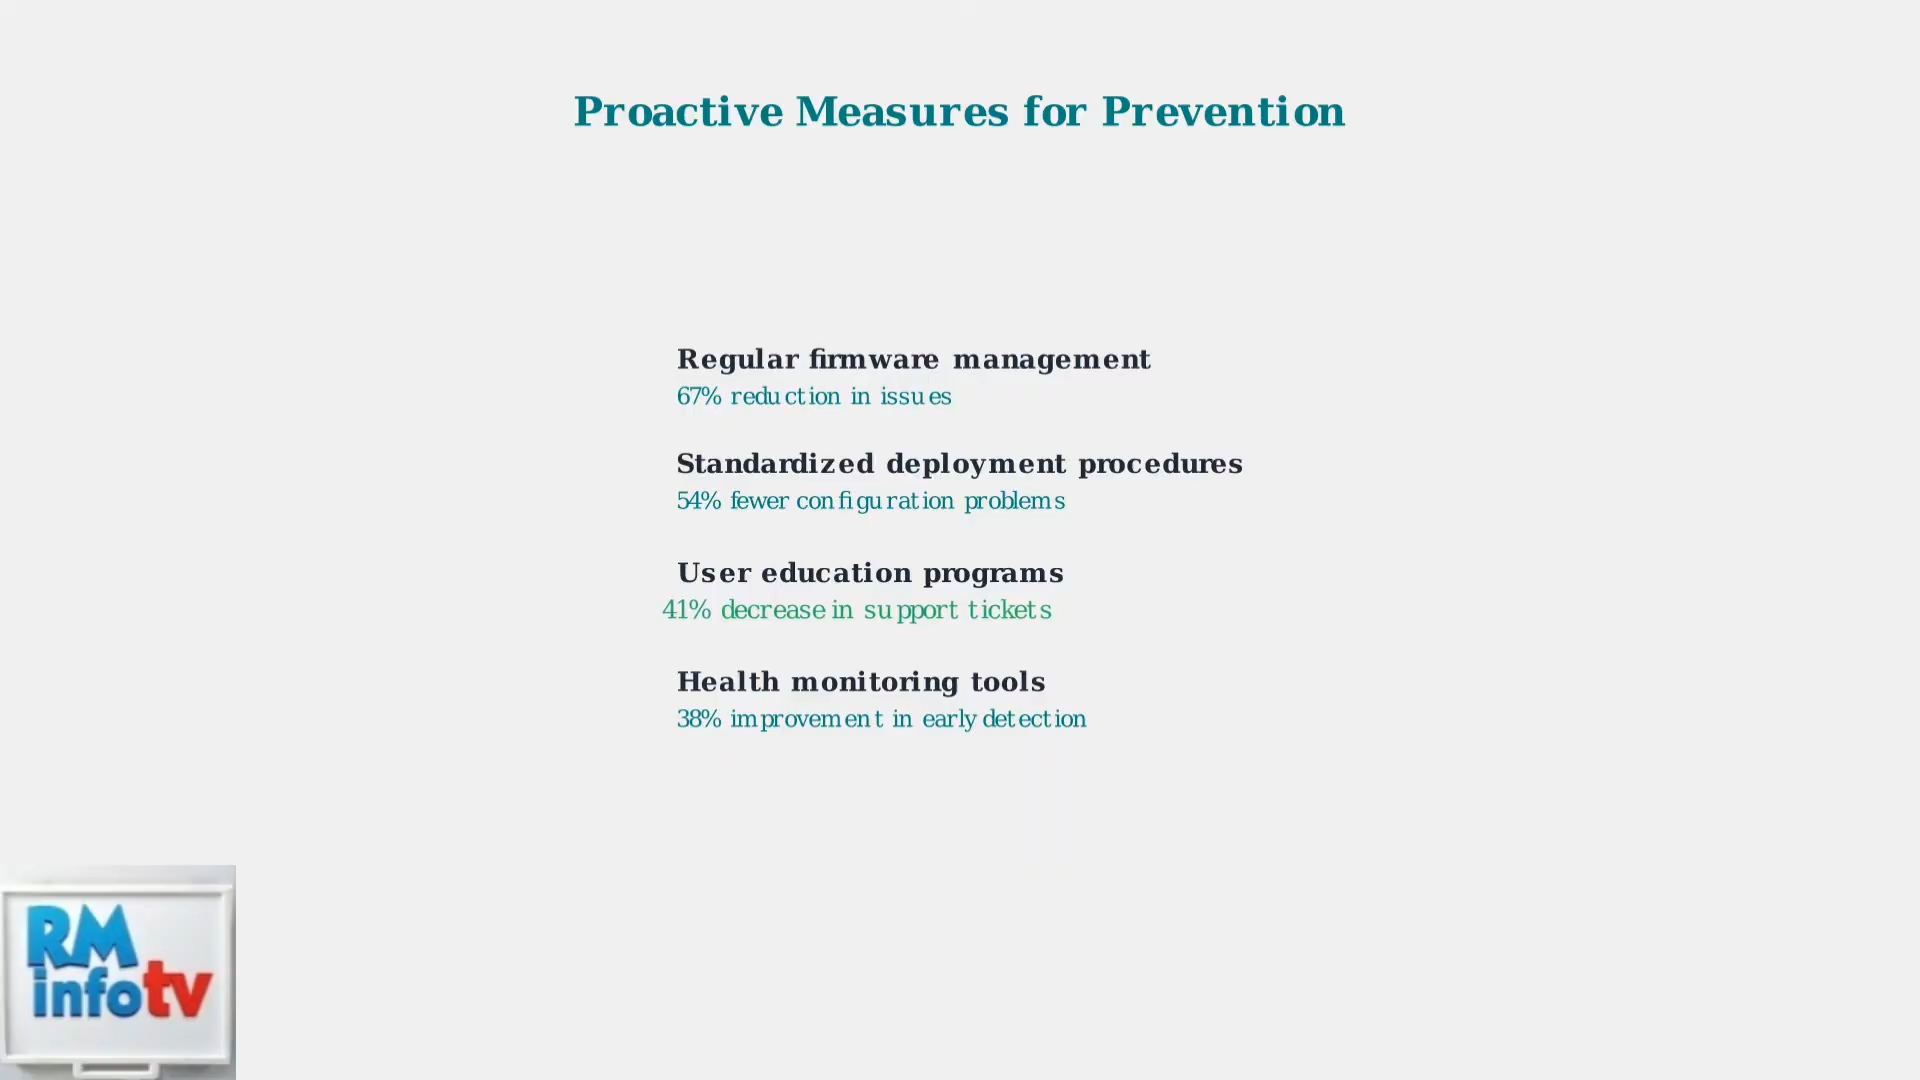 Proactive Measures for Prevention
Regular firmware management
67% reduction in issues
Standardized deployment procedures
54% fewer configuration problems
User education programs
41% decrease in support tickets
Health monitoring tools
38% improvement in early detection
RM
infotv